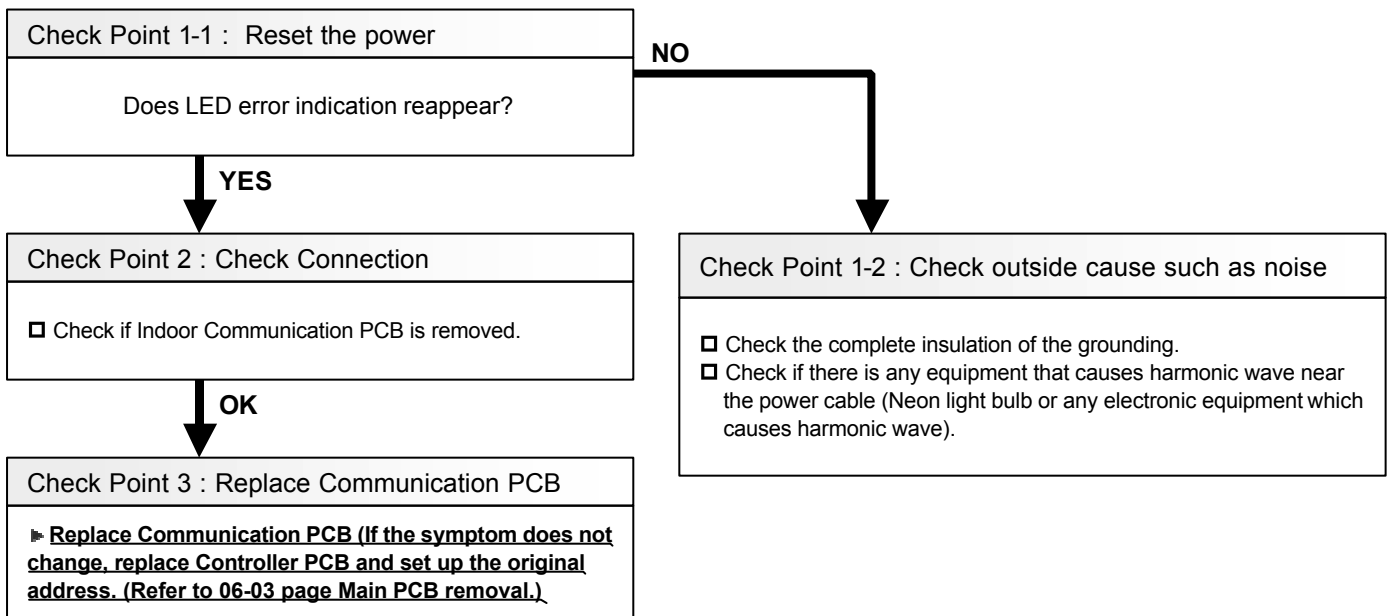 Check Point 1-1 :  Reset the power
Does LED error indication reappear?
NO
YES
Check Point 2 : Check Connection
☐ Check if Indoor Communication PCB is removed.
OK
Check Point 3 : Replace Communication PCB
▶ Replace Communication PCB (If the symptom does not
change, replace Controller PCB and set up the original
address. (Refer to 06-03 page Main PCB removal.)
Check Point 1-2 : Check outside cause such as noise
☐ Check the complete insulation of the grounding.
☐ Check if there is any equipment that causes harmonic wave near
the power cable (Neon light bulb or any electronic equipment which
causes harmonic wave).